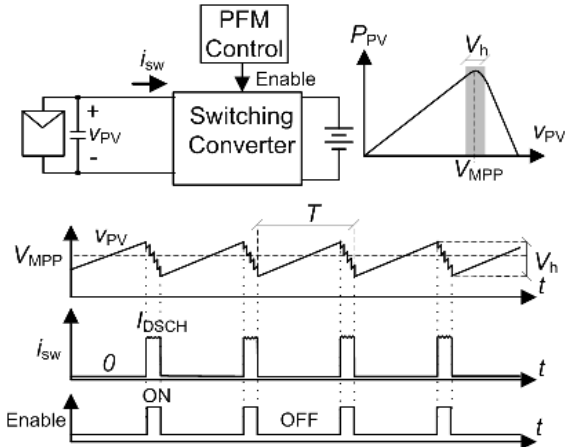 PFM
Control
i_sw
Enable
+
v_PV
-
Switching
Converter
P_PV
V_h
v_PV
V_MPP
T
v_PV
V_MPP
V_h
t
I_DSCH
i_sw
0
t
ON
Enable
OFF
t